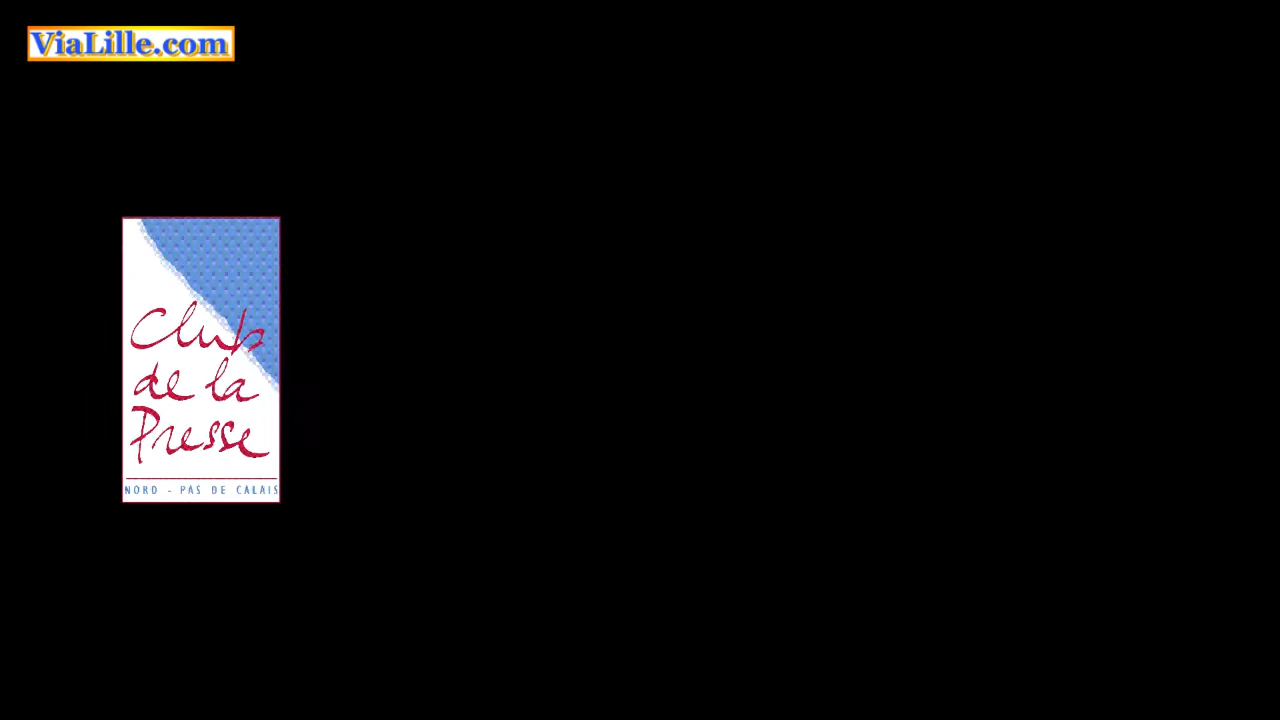 ViaLille.com
Club
de la
Presse
NORD - PAS DE CALAIS